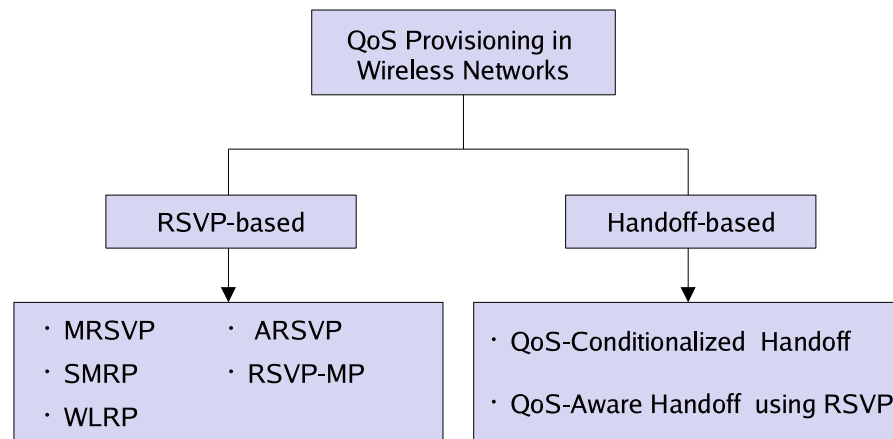 QoS Provisioning in
Wireless Networks
RSVP-based
Handoff-based
· MRSVP
· SMRP
· WLRP
· ARSVP
· RSVP-MP
· QoS-Conditionalized Handoff
· QoS-Aware Handoff using RSVP